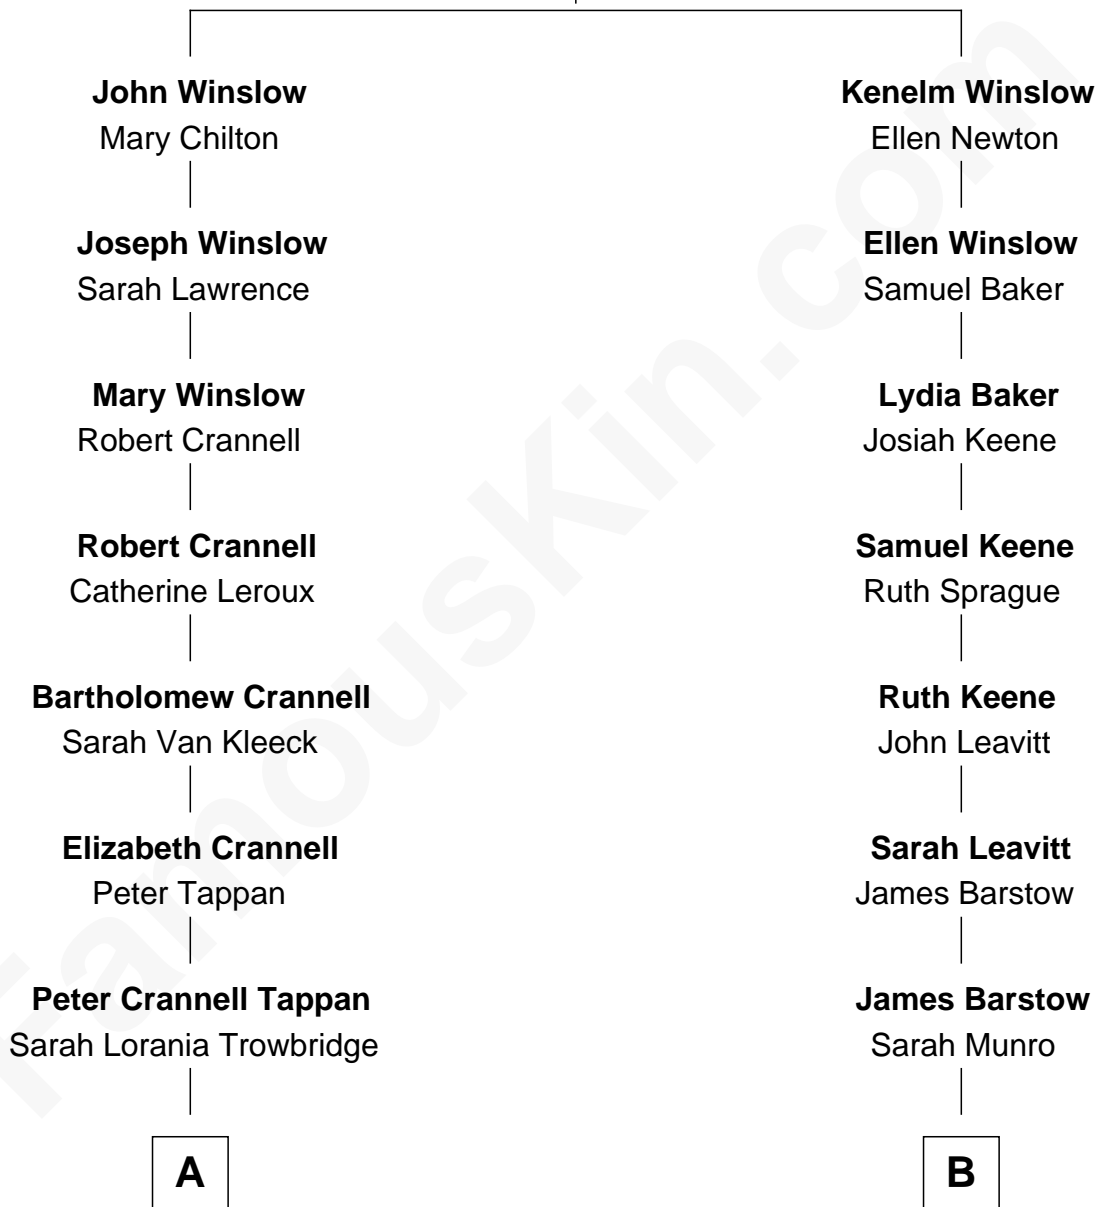 John Winslow
Mary Chilton
Joseph Winslow
Sarah Lawrence
Mary Winslow
Robert Crannell
Robert Crannell
Catherine Leroux
Bartholomew Crannell
Sarah Van Kleeck
Elizabeth Crannell
Peter Tappan
Peter Crannell Tappan
Sarah Lorania Trowbridge
A
Kenelm Winslow
Ellen Newton
Ellen Winslow
Samuel Baker
Lydia Baker
Josiah Keene
Samuel Keene
Ruth Sprague
Ruth Keene
John Leavitt
Sarah Leavitt
James Barstow
James Barstow
Sarah Munro
B
FamousKin.com